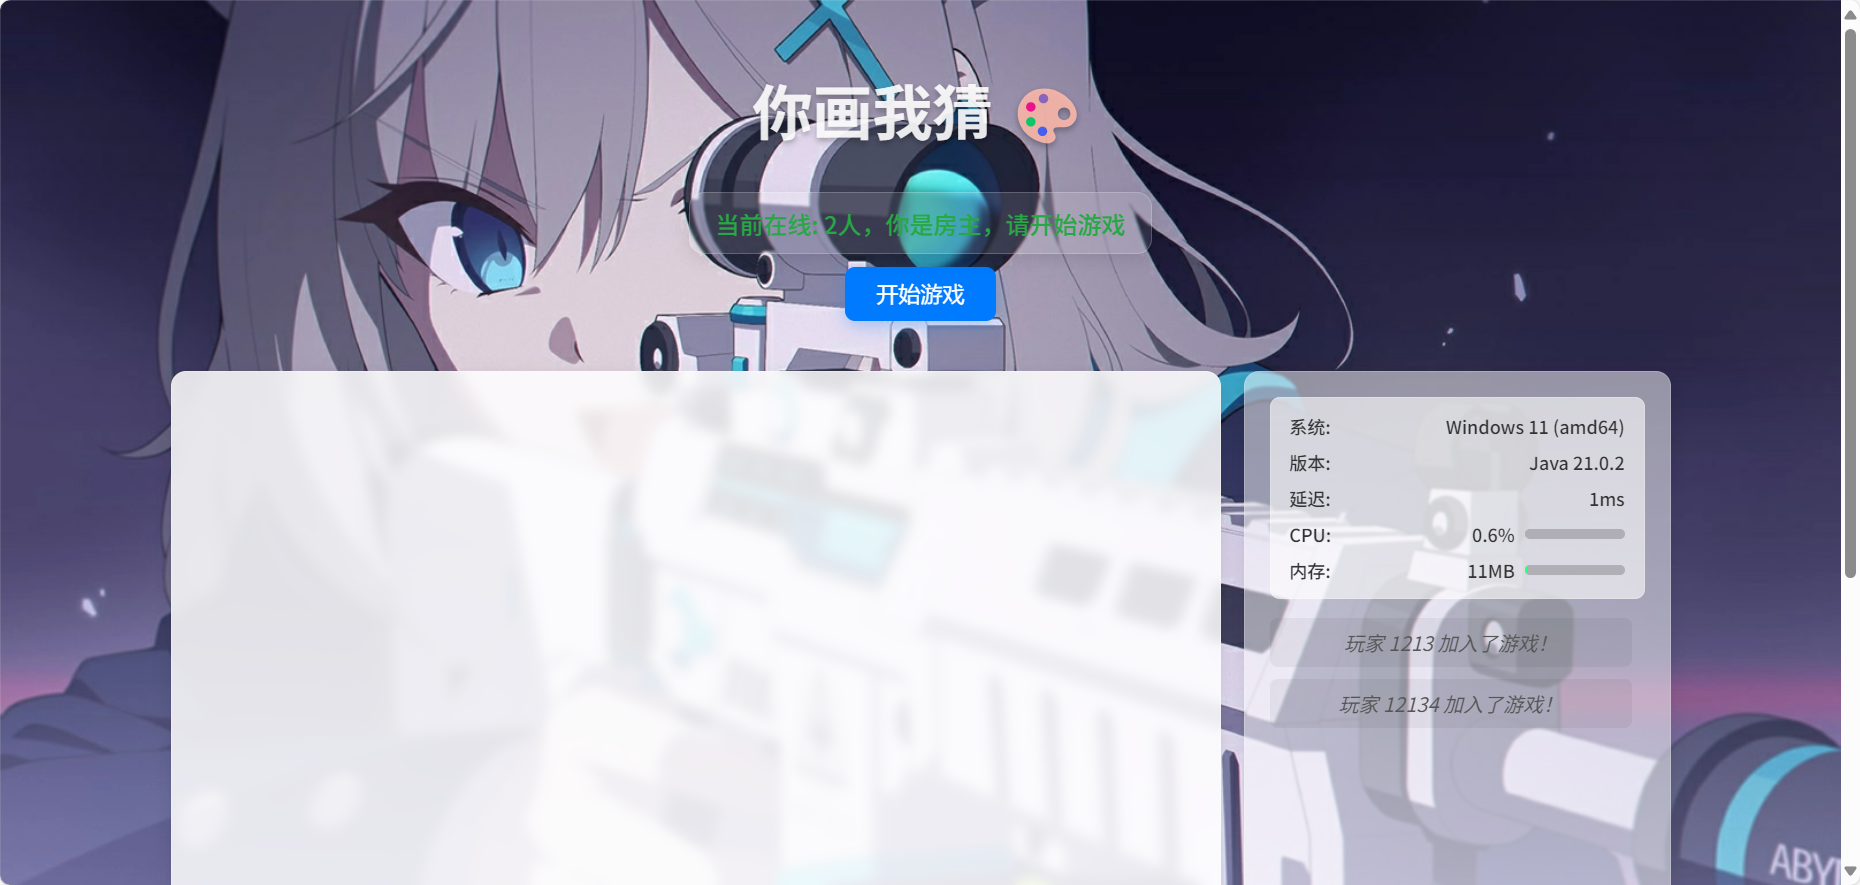 你画我猜
当前在线: 2人，你是房主，请开始游戏
开始游戏
系统: Windows 11 (amd64)
版本: Java 21.0.2
延迟: 1ms
CPU: 0.6%
内存: 11MB
玩家 1213 加入了游戏！
玩家 12134 加入了游戏！